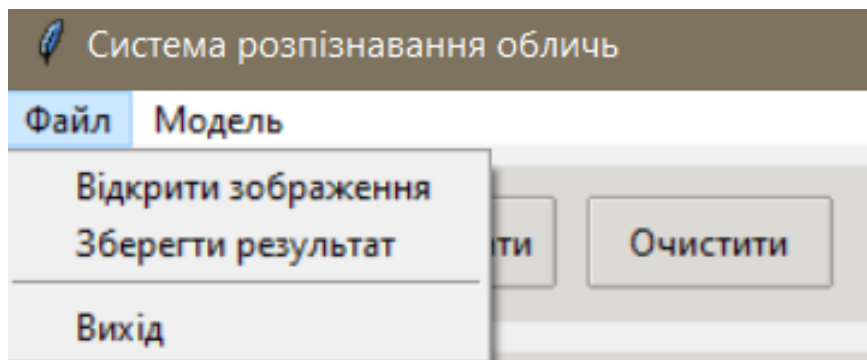 Система розпізнавання обличь
Файл Модель
Відкрити зображення
Зберегти результат
Очистити
Вихід